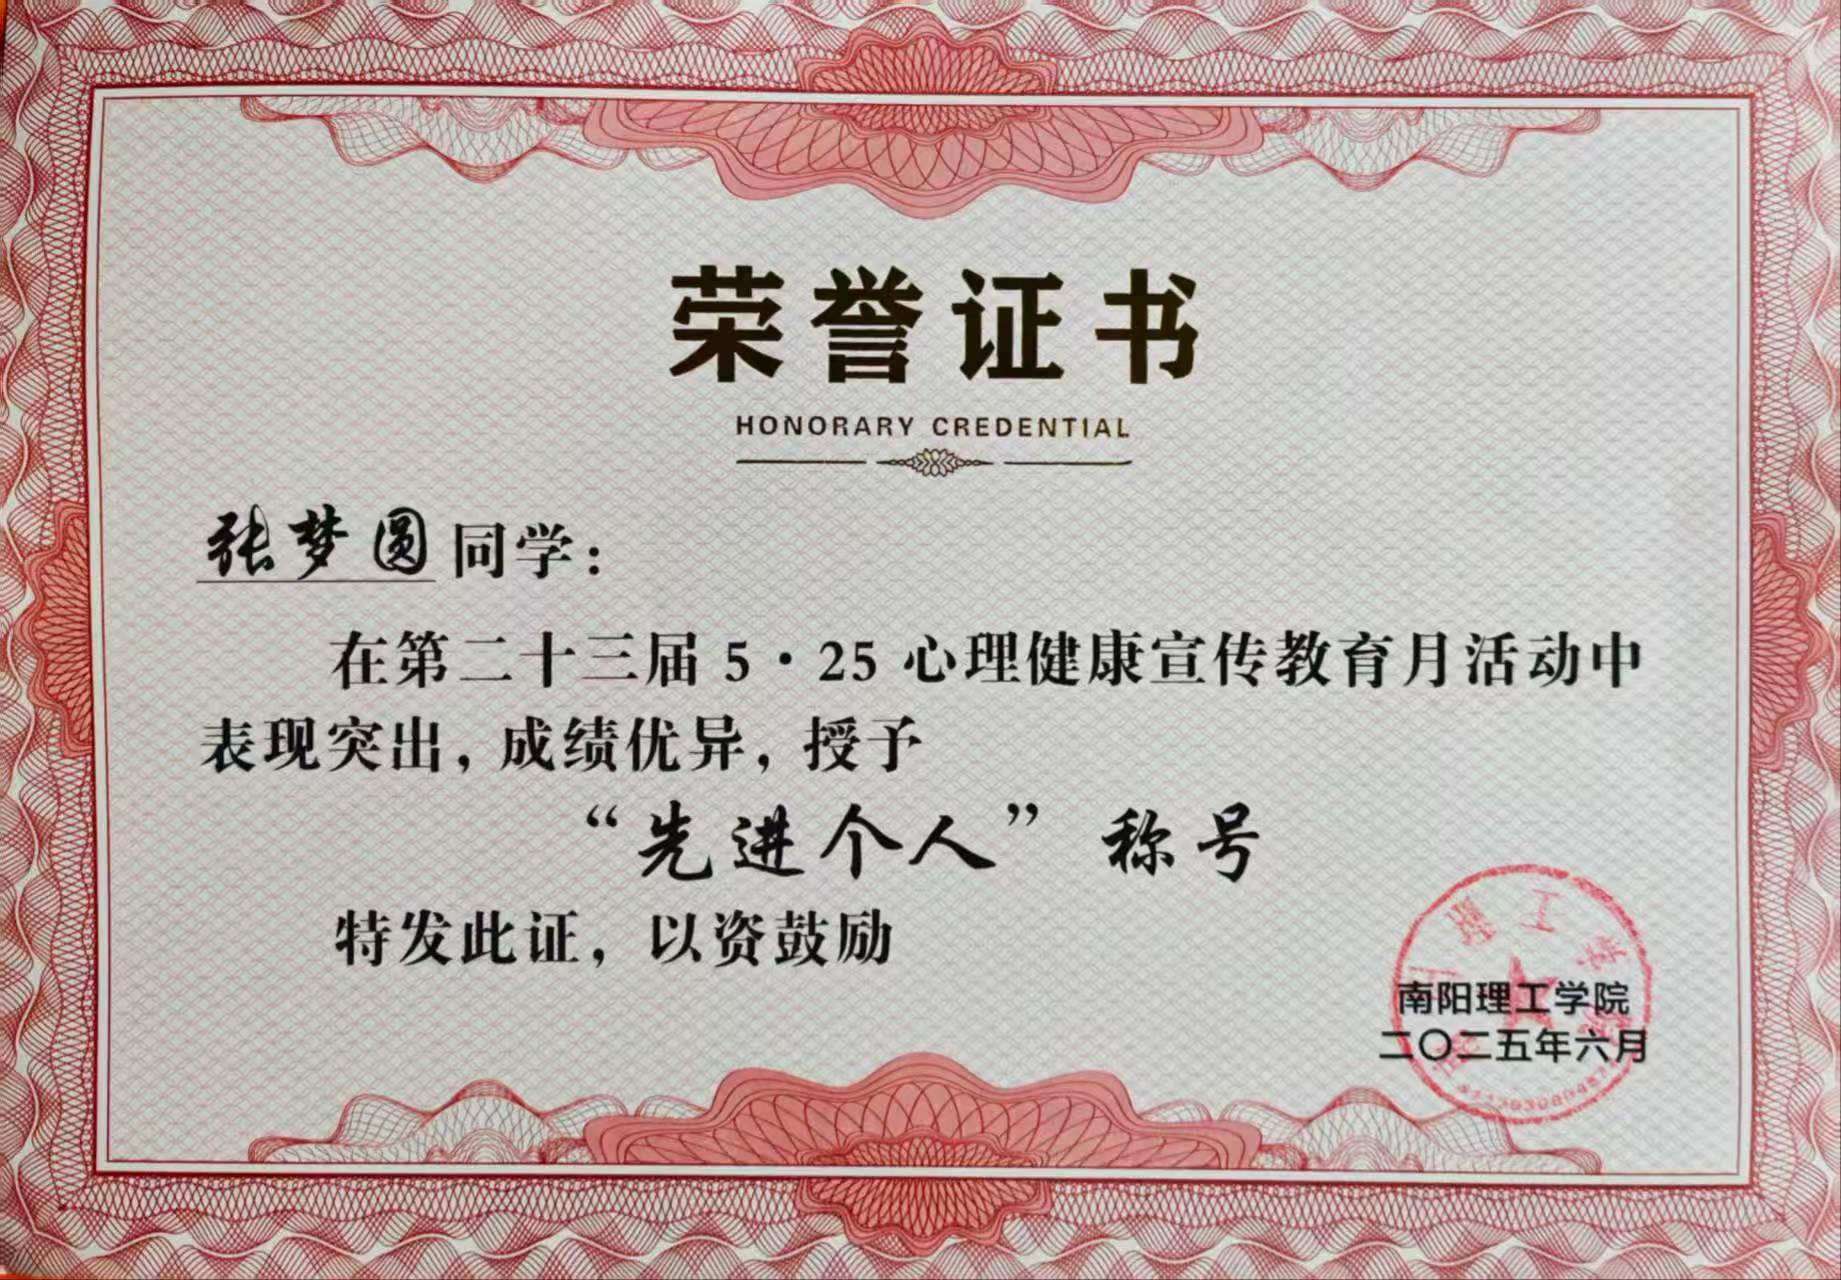 荣誉证书
HONORARY CREDENTIAL
张梦圆 同学：
在第二十三届 5·25 心理健康宣传教育月活动中
表现突出，成绩优异，授予
“先进个人” 称号
特发此证，以资鼓励
南阳理工学院
二〇二五年六月